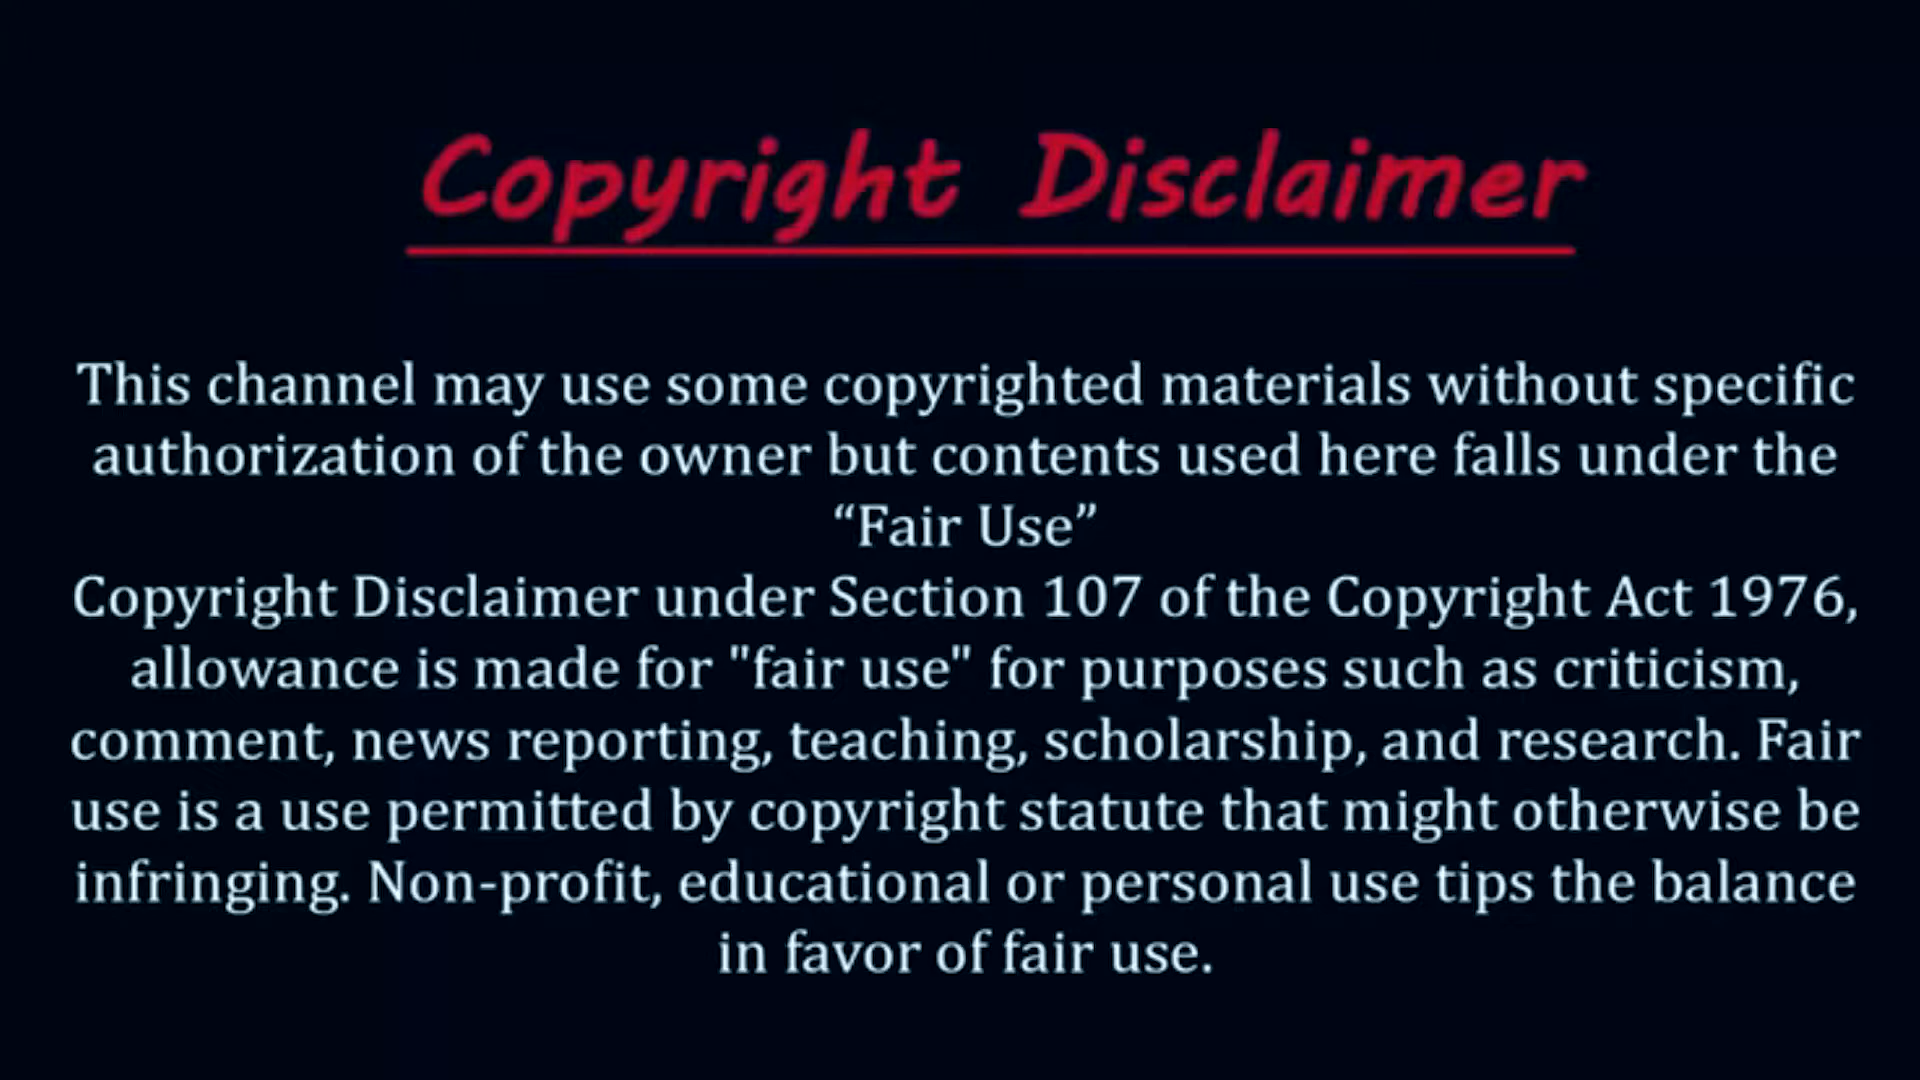 Copyright Disclaimer
This channel may use some copyrighted materials without specific
authorization of the owner but contents used here falls under the
“Fair Use”
Copyright Disclaimer under Section 107 of the Copyright Act 1976,
allowance is made for "fair use" for purposes such as criticism,
comment, news reporting, teaching, scholarship, and research. Fair
use is a use permitted by copyright statute that might otherwise be
infringing. Non-profit, educational or personal use tips the balance
in favor of fair use.